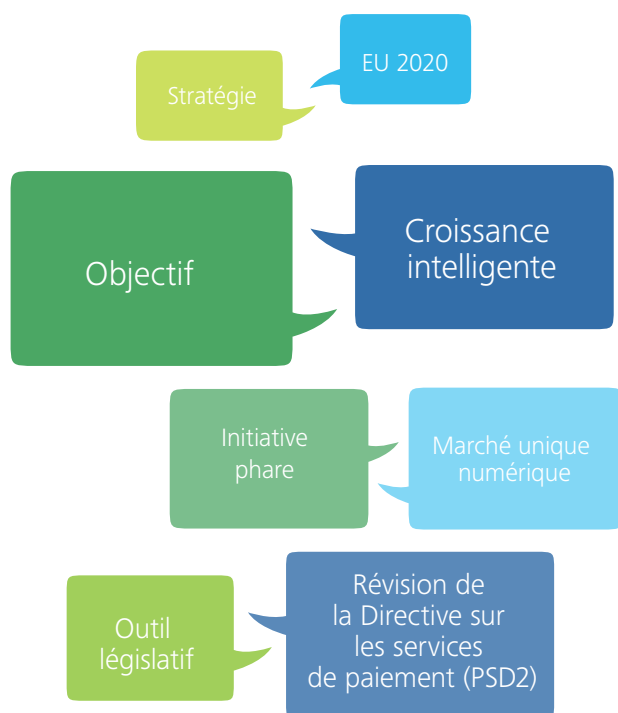 Stratégie
EU 2020
Objectif
Croissance
intelligente
Initiative
phare
Marché unique
numérique
Outil
législatif
Révision de
la Directive sur
les services
de paiement (PSD2)